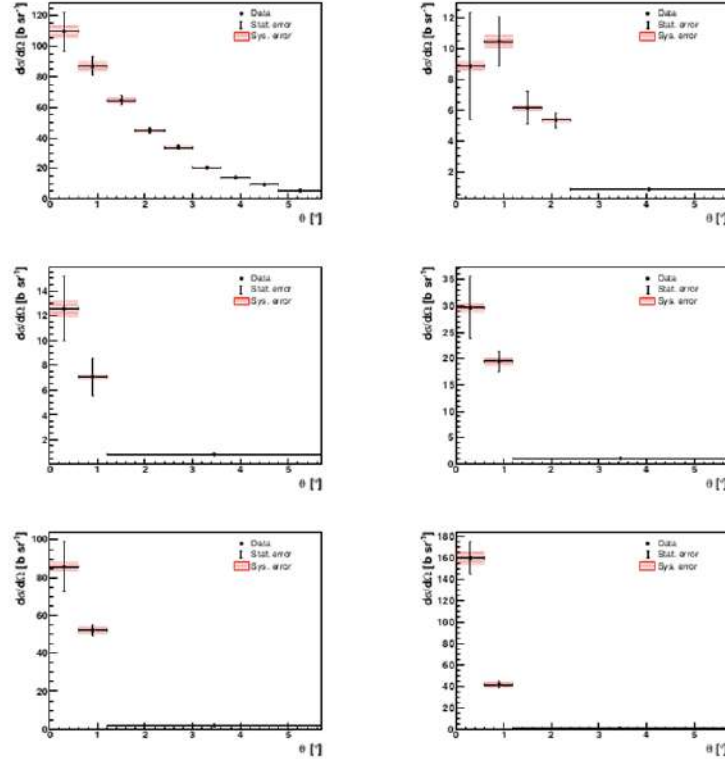 dσ/dΩ [b sr⁻¹]
120
100
80
60
40
20
0
Data
Stat. error
Sys. error
0 1 2 3 4 5
θ [°]
dσ/dΩ [b sr⁻¹]
12
10
8
6
4
2
Data
Stat. error
Sys. error
0 1 2 3 4 5
θ [°]
dσ/dΩ [b sr⁻¹]
14
12
10
8
6
4
2
Data
Stat. error
Sys. error
0 1 2 3 4 5
θ [°]
dσ/dΩ [b sr⁻¹]
35
30
25
20
15
10
5
0
Data
Stat. error
Sys. error
0 1 2 3 4 5
θ [°]
dσ/dΩ [b sr⁻¹]
100
80
60
40
20
0
Data
Stat. error
Sys. error
0 1 2 3 4 5
θ [°]
dσ/dΩ [b sr⁻¹]
180
160
140
120
100
80
60
40
20
0
Data
Stat. error
Sys. error
0 1 2 3 4 5
θ [°]